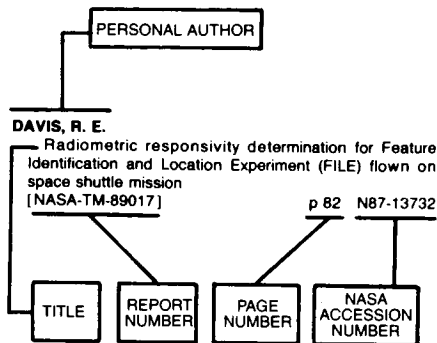 PERSONAL AUTHOR
DAVIS, R. E.
Radiometric responsivity determination for Feature
Identification and Location Experiment (FILE) flown on
space shuttle mission
[NASA-TM-89017] p 82 N87-13732
TITLE
REPORT
NUMBER
PAGE
NUMBER
NASA
ACCESSION
NUMBER